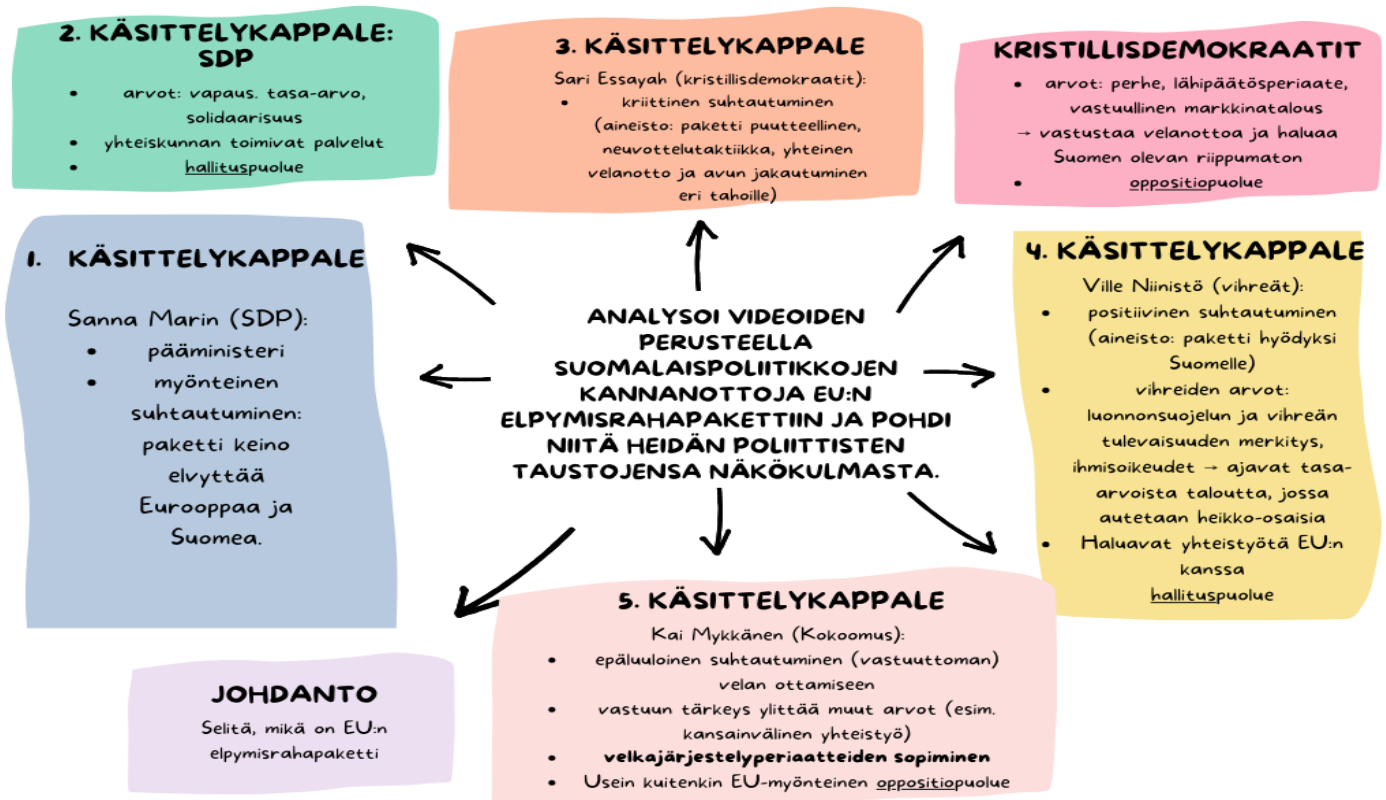 2. KÄSITTELYKAPPALE:
SDP
• arvot: vapaus. tasa-arvo,
solidaarisuus
• yhteiskunnan toimivat palvelut
• hallituspuolue
3. KÄSITTELYKAPPALE
Sari Essayah (kristillisdemokraatit):
• kriittinen suhtautuminen
(aineisto: paketti puutteellinen,
neuvottelutaktiikka, yhteinen
velanotto ja avun jakautuminen
eri tahoille)
KRISTILLISDEMOKRAATIT
• arvot: perhe, lähipäätösperiaate,
vastuullinen markkinatalous
→ vastustaa velanottoa ja haluaa
Suomen olevan riippumaton
• oppositiopuolue
1. KÄSITTELYKAPPALE
Sanna Marin (SDP):
• pääministeri
• myönteinen
suhtautuminen:
paketti keino
elvyttää
Eurooppaa ja
Suomea.
ANALYSOI VIDEOIDEN
PERUSTEELLA
SUOMALAISPOLIITIKKOJEN
KANNANOTTOJA EU:N
ELPYMISRAHAPAKETTIIN JA POHDI
NIITÄ HEIDÄN POLIITTISTEN
TAUSTOJENSA NÄKÖKULMASTA.
4. KÄSITTELYKAPPALE
Ville Niinistö (vihreät):
• positiivinen suhtautuminen
(aineisto: paketti hyödyksi
Suomelle)
• vihreiden arvot:
luonnonsuojelun ja vihreän
tulevaisuuden merkitys,
ihmisoikeudet → ajavat tasa-
arvoista taloutta, jossa
autetaan heikko-osaisia
• Haluavat yhteistyötä EU:n
kanssa
hallituspuolue
JOHDANTO
Selitä, mikä on EU:n
elpymisrahapaketti
5. KÄSITTELYKAPPALE
Kai Mykkänen (Kokoomus):
• epäluuloinen suhtautuminen (vastuuttoman)
velan ottamiseen
• vastuun tärkeys ylittää muut arvot (esim.
kansainvälinen yhteistyö)
• velkajärjestelyperiaatteiden sopiminen
• Usein kuitenkin EU-myönteinen oppositiopuolue